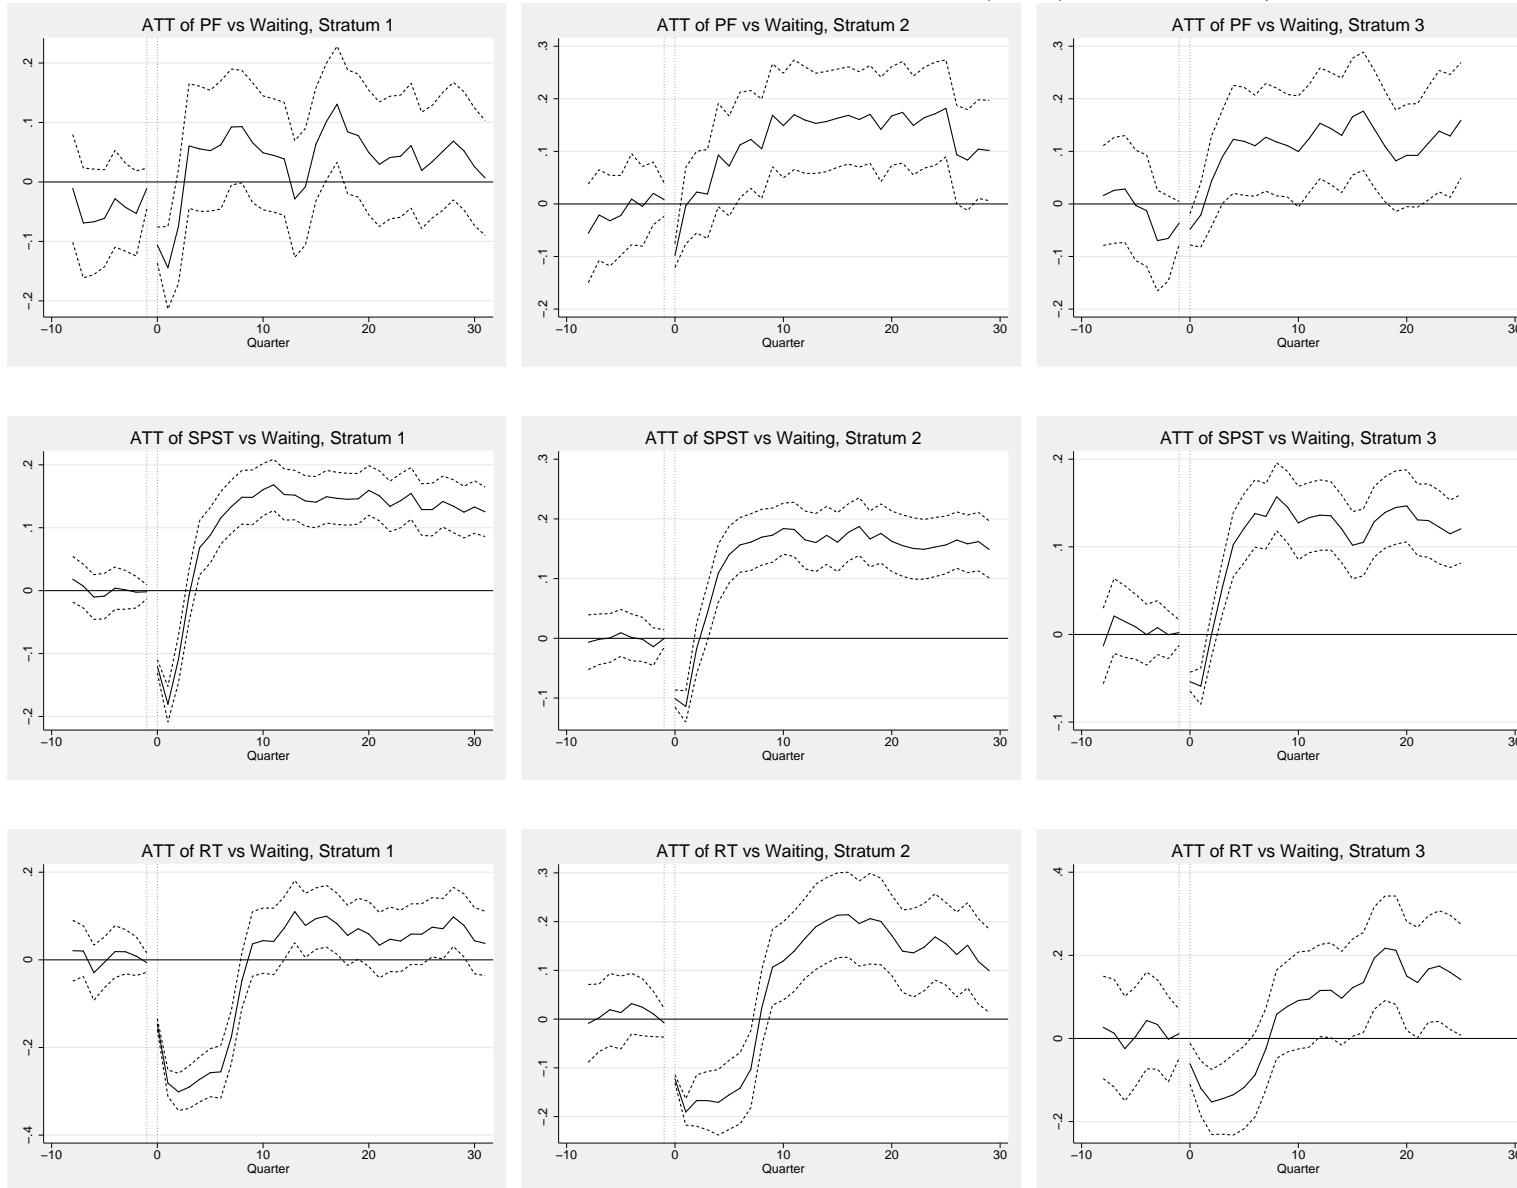 ATT of PF vs Waiting, Stratum 1
.2
.1
0
−.1
−.2
−10 0 10 20 30
Quarter
ATT of PF vs Waiting, Stratum 2
.3
.2
.1
0
−.1
−.2
−10 0 10 20 30
Quarter
ATT of PF vs Waiting, Stratum 3
.3
.2
.1
0
−.1
−.2
−10 0 10 20 30
Quarter
ATT of SPST vs Waiting, Stratum 1
.2
.1
0
−.1
−.2
−10 0 10 20 30
Quarter
ATT of SPST vs Waiting, Stratum 2
.3
.2
.1
0
−.1
−10 0 10 20 30
Quarter
ATT of SPST vs Waiting, Stratum 3
.2
.1
0
−.1
−10 0 10 20 30
Quarter
ATT of RT vs Waiting, Stratum 1
.2
0
−.2
−.4
−10 0 10 20 30
Quarter
ATT of RT vs Waiting, Stratum 2
.3
.2
.1
0
−.1
−.2
−10 0 10 20 30
Quarter
ATT of RT vs Waiting, Stratum 3
.4
.2
0
−.2
−10 0 10 20 30
Quarter